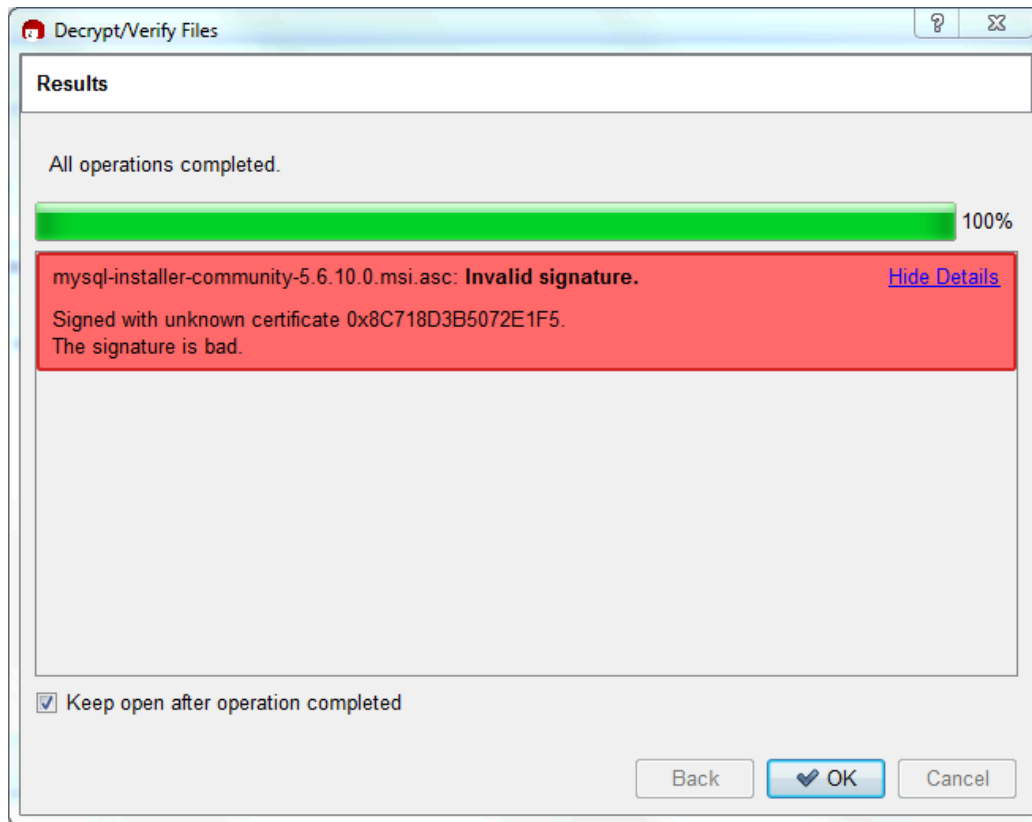 Decrypt/Verify Files
Results
All operations completed.
100%
mysql-installer-community-5.6.10.0.msi.asc: Invalid signature. Hide Details
Signed with unknown certificate 0x8C718D3B5072E1F5.
The signature is bad.
Keep open after operation completed
Back OK Cancel